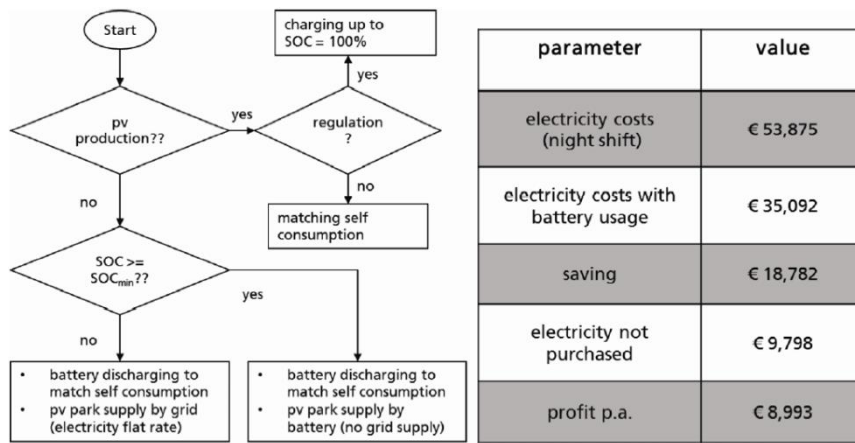 Start
charging up to
SOC = 100%
yes
pv
production??
yes
regulation
?
no
no
matching self
consumption
SOC >=
SOCmin??
yes
no
• battery discharging to
match self consumption
• pv park supply by grid
(electricity flat rate)
• battery discharging to
match self consumption
• pv park supply by
battery (no grid supply)
parameter value
electricity costs
(night shift) € 53,875
electricity costs with
battery usage € 35,092
saving € 18,782
electricity not
purchased € 9,798
profit p.a. € 8,993